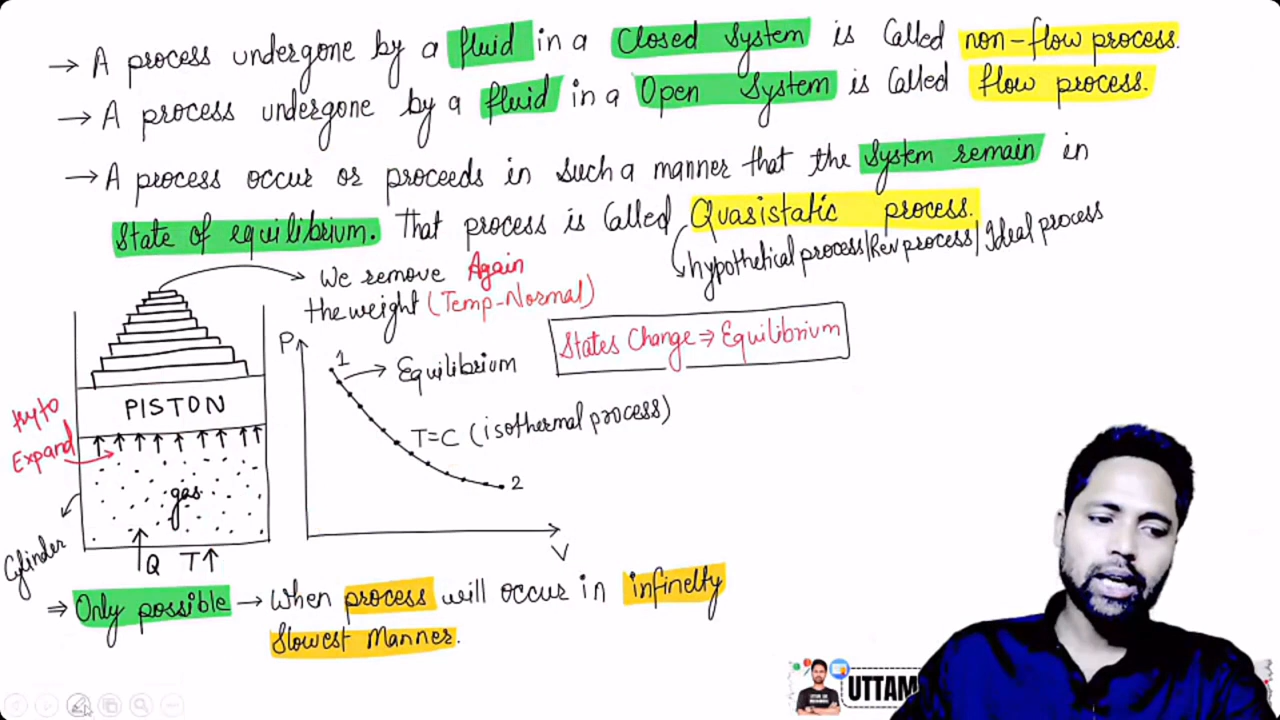 → A process undergone by a fluid in a Closed System is Called non-flow process.
→ A process undergone by a fluid in a Open System is Called flow process.
→ A process occur or proceeds in such a manner that the System remain in
State of equilibrium. That process is Called Quasistatic process.
hypothetical process/Rev process/Ideal process
We remove Again
the weight (Temp-Normal)
States Change ⇒ Equilibrium
P
1
→ Equilibrium
PISTON
try to
Expand
T=C (isothermal process)
gas
2
Cylinder
Q T↑
V
⇒ Only possible → When process will occur in infinelty
Slowest Manner.
UTTAM